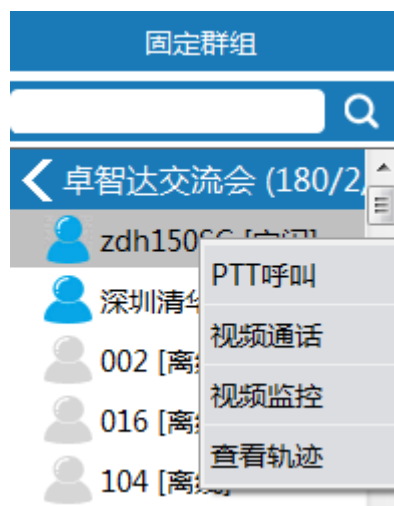 固定群组
卓智达交流会 (180/2
zdh150
PTT呼叫
深圳清华
视频通话
002 [离
视频监控
016 [离
查看轨迹
104 [离线]